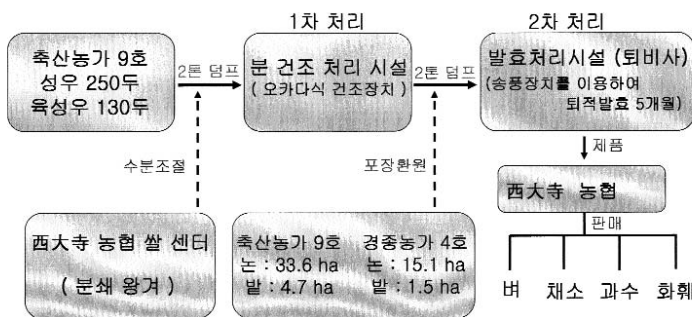 1차 처리
2차 처리
축산농가 9호
성우 250두
육성우 130두
2톤 덤프
분 건조 처리 시설
( 오카다식 건조장치 )
2톤 덤프
발효처리시설 (퇴비사)
(송풍장치를 이용하여
퇴적발효 5개월)
수분조절
포장환원
제품
西大寺 농협
판매
西大寺 농협 쌀 센터
( 분쇄 왕겨 )
축산농가 9호
논 : 33.6 ha
밭 : 4.7 ha
경종농가 4호
논 : 15.1 ha
밭 : 1.5 ha
벼 채소 과수 화훼